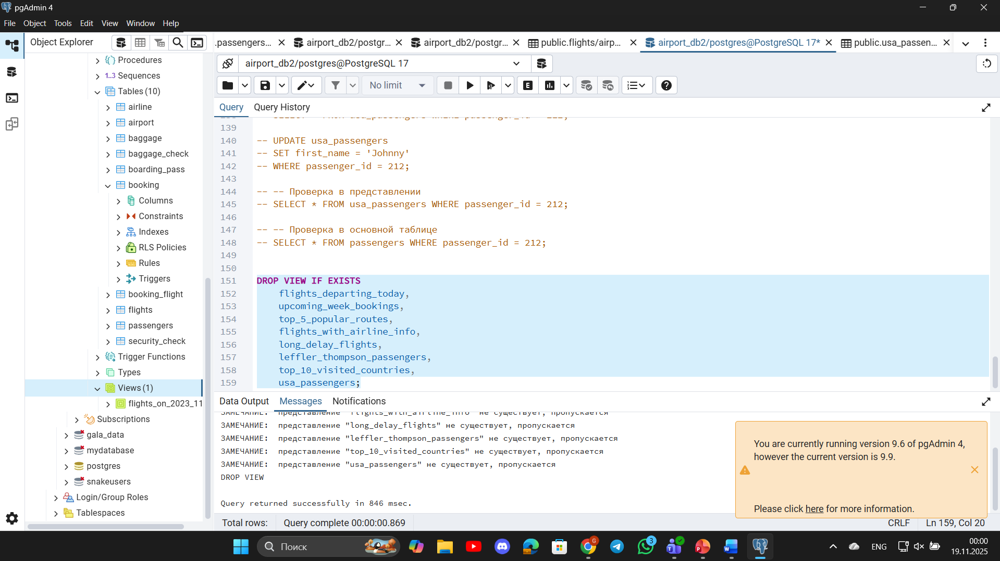 pgAdmin 4
File Object Tools Edit View Window Help
Object Explorer
.passengers...
airport_db2/postgr...
airport_db2/postgr...
public.flights/airp...
airport_db2/postgres@PostgreSQL 17*
public.usa_passen...
airport_db2/postgres@PostgreSQL 17
No limit
Query Query History
Procedures
1..3 Sequences
Tables (10)
airline
airport
baggage
baggage_check
boarding_pass
booking
Columns
Constraints
Indexes
RLS Policies
Rules
Triggers
booking_flight
flights
passengers
security_check
Trigger Functions
Types
Views (1)
flights_on_2023_11
Subscriptions
gala_data
mydatabase
postgres
snakeusers
Login/Group Roles
Tablespaces
139
140 -- UPDATE usa_passengers
141 -- SET first_name = 'Johnny'
142 -- WHERE passenger_id = 212;
143
144 -- -- Проверка в представлении
145 -- SELECT * FROM usa_passengers WHERE passenger_id = 212;
146
147 -- -- Проверка в основной таблице
148 -- SELECT * FROM passengers WHERE passenger_id = 212;
149
150
151 DROP VIEW IF EXISTS
152 flights_departing_today,
153 upcoming_week_bookings,
154 top_5_popular_routes,
155 flights_with_airline_info,
156 long_delay_flights,
157 leffler_thompson_passengers,
158 top_10_visited_countries,
159 usa_passengers;
Data Output Messages Notifications
ЗАМЕЧАНИЕ: представление "flights_with_airline_info" не существует, пропускается
ЗАМЕЧАНИЕ: представление "long_delay_flights" не существует, пропускается
ЗАМЕЧАНИЕ: представление "leffler_thompson_passengers" не существует, пропускается
ЗАМЕЧАНИЕ: представление "top_10_visited_countries" не существует, пропускается
ЗАМЕЧАНИЕ: представление "usa_passengers" не существует, пропускается
DROP VIEW
Query returned successfully in 846 msec.
You are currently running version 9.6 of pgAdmin 4,
however the current version is 9.9.
Please click here for more information.
Total rows: Query complete 00:00:00.869 CRLF Ln 159, Col 20
Поиск
G
3
ENG
00:00
19.11.2025